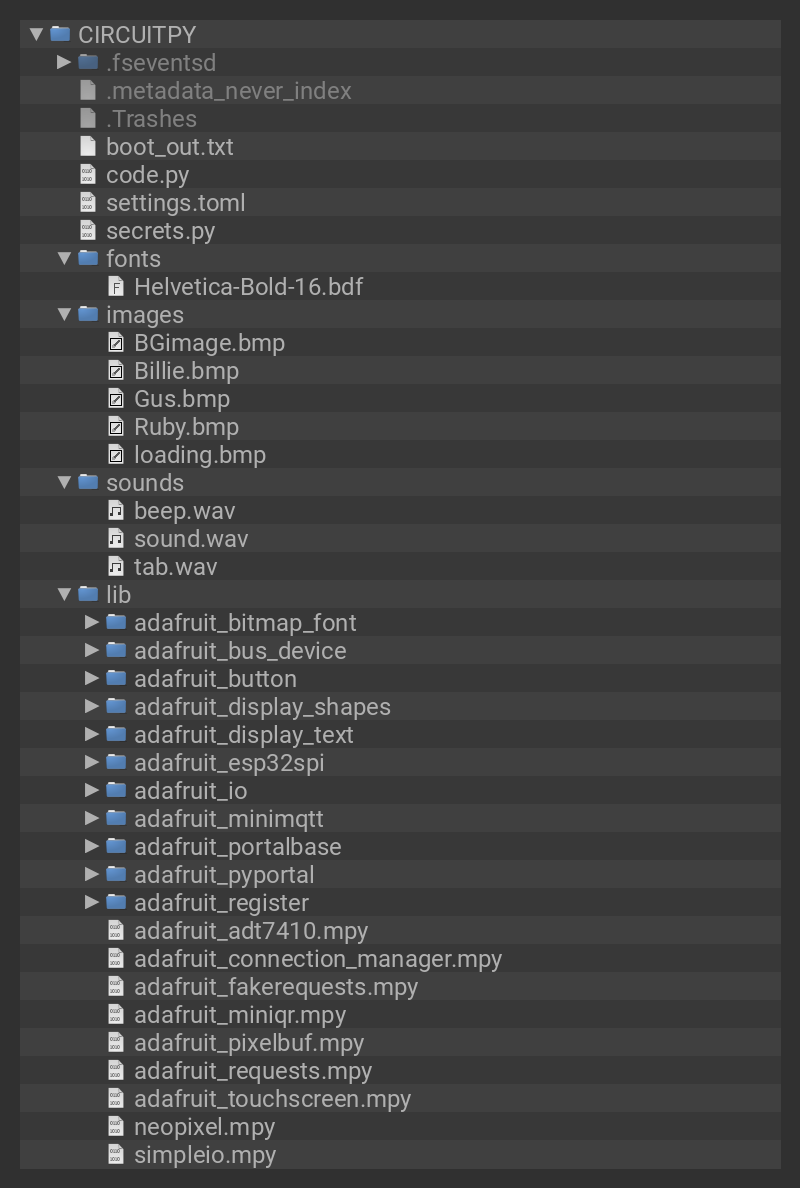 CIRCUITPY
.fseventsd
.metadata_never_index
.Trashes
boot_out.txt
code.py
settings.toml
secrets.py
fonts
Helvetica-Bold-16.bdf
images
BGimage.bmp
Billie.bmp
Gus.bmp
Ruby.bmp
loading.bmp
sounds
beep.wav
sound.wav
tab.wav
lib
adafruit_bitmap_font
adafruit_bus_device
adafruit_button
adafruit_display_shapes
adafruit_display_text
adafruit_esp32spi
adafruit_io
adafruit_minimqtt
adafruit_portalbase
adafruit_pyportal
adafruit_register
adafruit_adt7410.mpy
adafruit_connection_manager.mpy
adafruit_fakerequests.mpy
adafruit_miniqr.mpy
adafruit_pixelbuf.mpy
adafruit_requests.mpy
adafruit_touchscreen.mpy
neopixel.mpy
simpleio.mpy